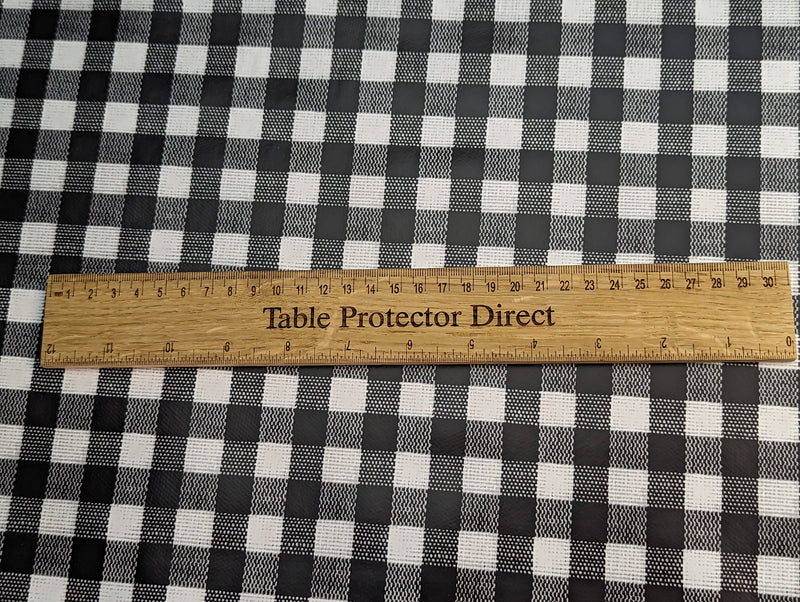 mm 1 2 3 4 5 6 7 8 9 10 11 12 13 14 15 16 17 18 19 20 21 22 23 24 25 26 27 28 29 30
Table Protector Direct
12 11 10 9 8 7 6 5 4 3 2 1 0